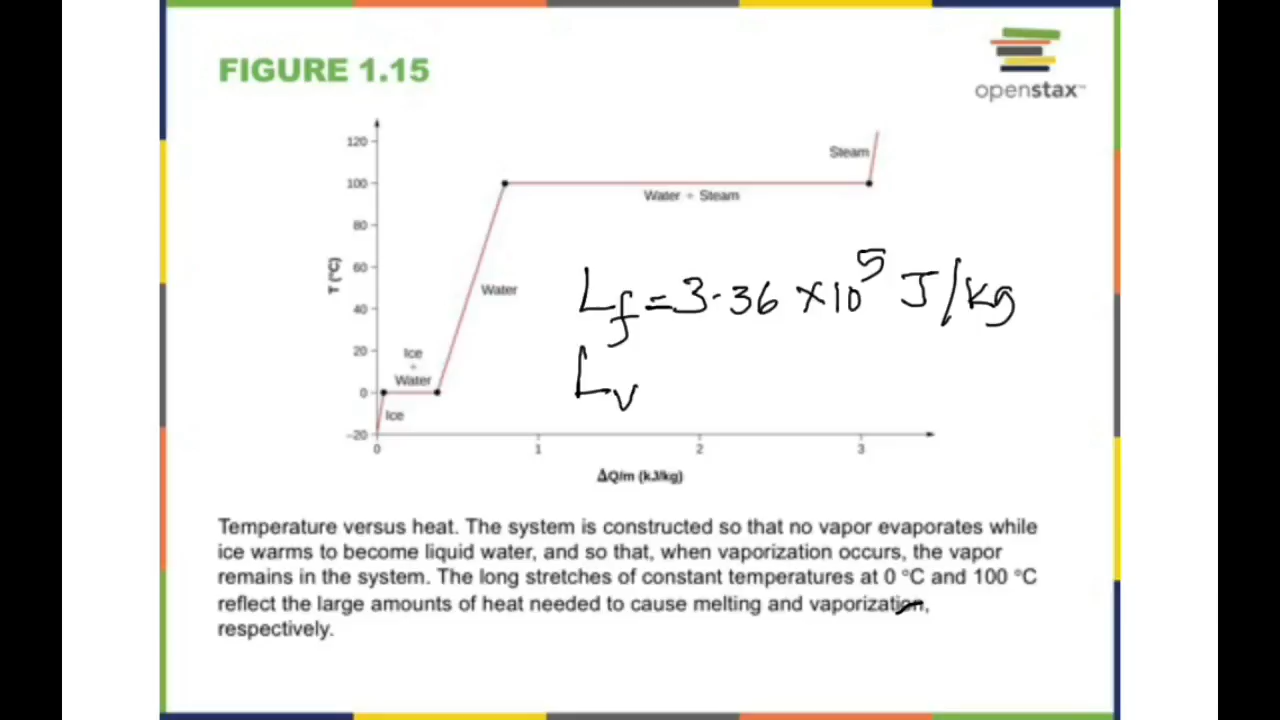 FIGURE 1.15
openstax™
120
100
80
60
40
20
0
-20
T (°C)
Steam
Water + Steam
Water
Ice
+
Water
Ice
L_f = 3.36 × 10⁵ J/kg
L_v
0 1 2 3
ΔQ/m (kJ/kg)
Temperature versus heat. The system is constructed so that no vapor evaporates while
ice warms to become liquid water, and so that, when vaporization occurs, the vapor
remains in the system. The long stretches of constant temperatures at 0 °C and 100 °C
reflect the large amounts of heat needed to cause melting and vaporization,
respectively.